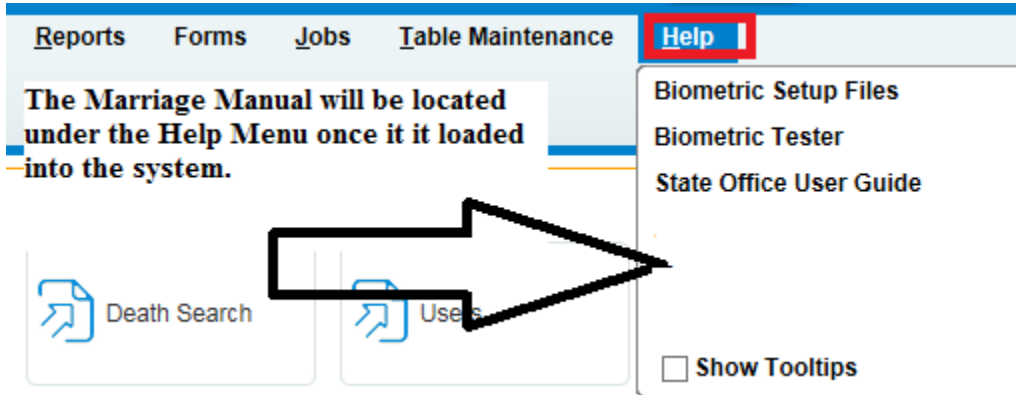 Reports Forms Jobs Table Maintenance Help
The Marriage Manual will be located
under the Help Menu once it it loaded
into the system.
Biometric Setup Files
Biometric Tester
State Office User Guide
Death Search
Users
Show Tooltips